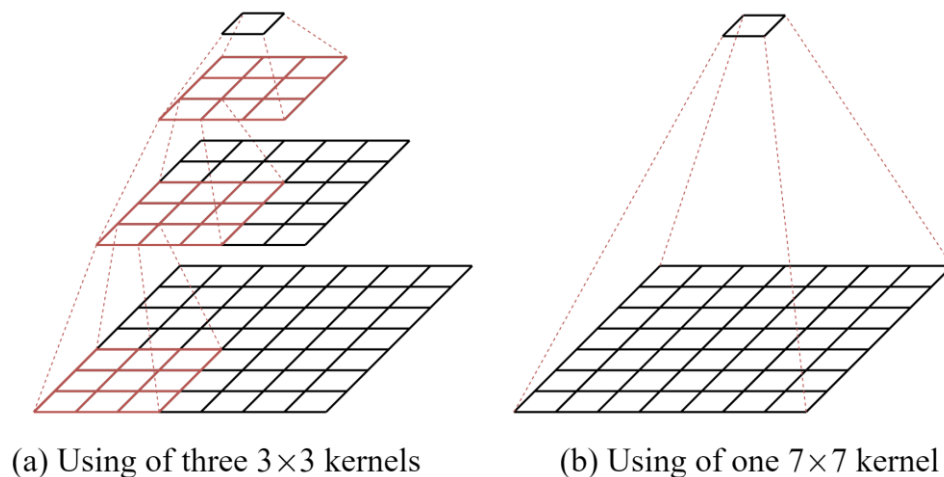 (a) Using of three 3×3 kernels
(b) Using of one 7×7 kernel